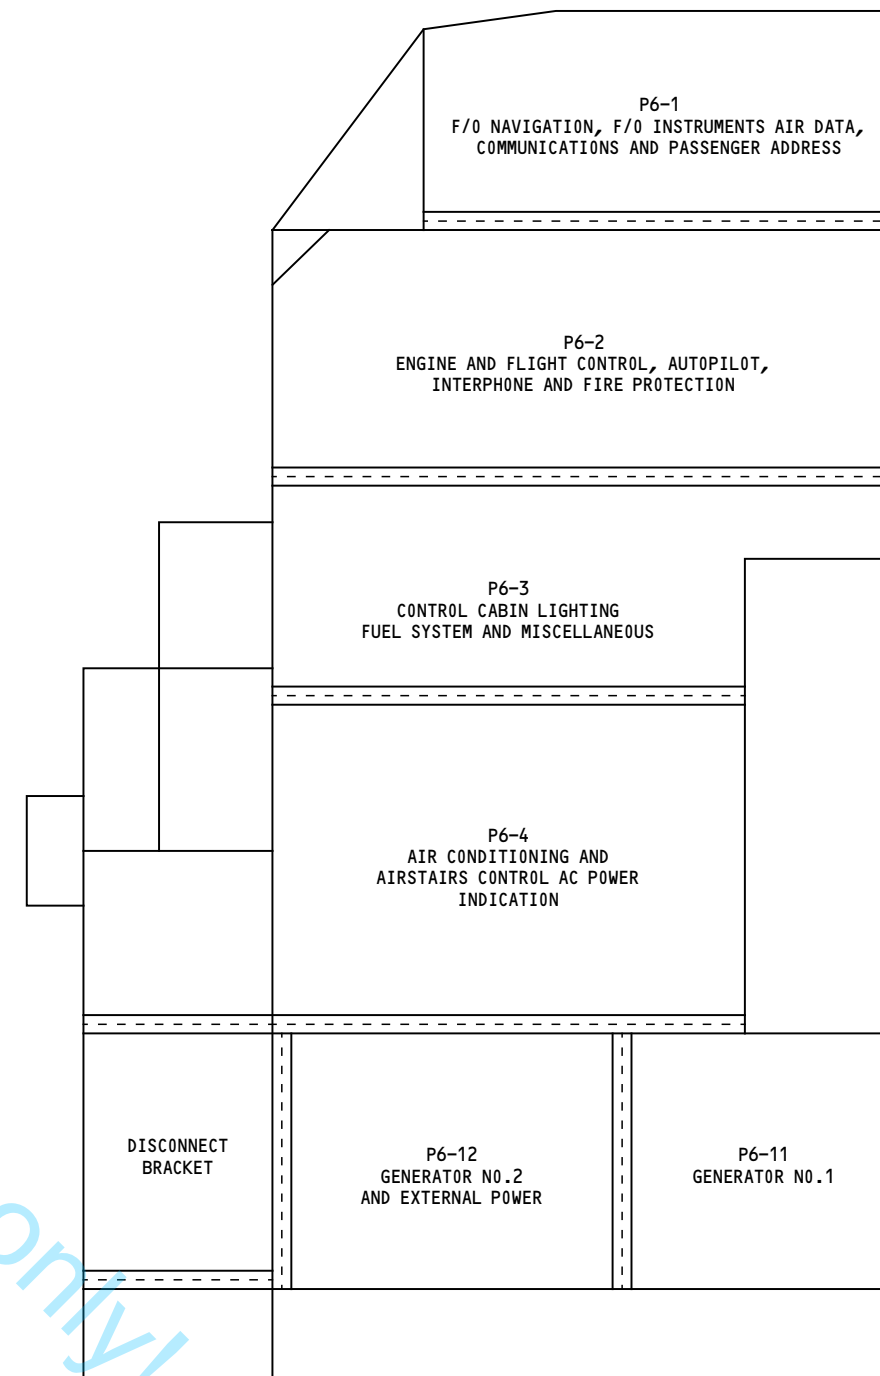 P6-1
F/O NAVIGATION, F/O INSTRUMENTS AIR DATA,
COMMUNICATIONS AND PASSENGER ADDRESS
P6-2
ENGINE AND FLIGHT CONTROL, AUTOPILOT,
INTERPHONE AND FIRE PROTECTION
P6-3
CONTROL CABIN LIGHTING
FUEL SYSTEM AND MISCELLANEOUS
P6-4
AIR CONDITIONING AND
AIRSTAIRS CONTROL AC POWER
INDICATION
DISCONNECT
BRACKET
P6-12
GENERATOR NO.2
AND EXTERNAL POWER
P6-11
GENERATOR NO.1
only!